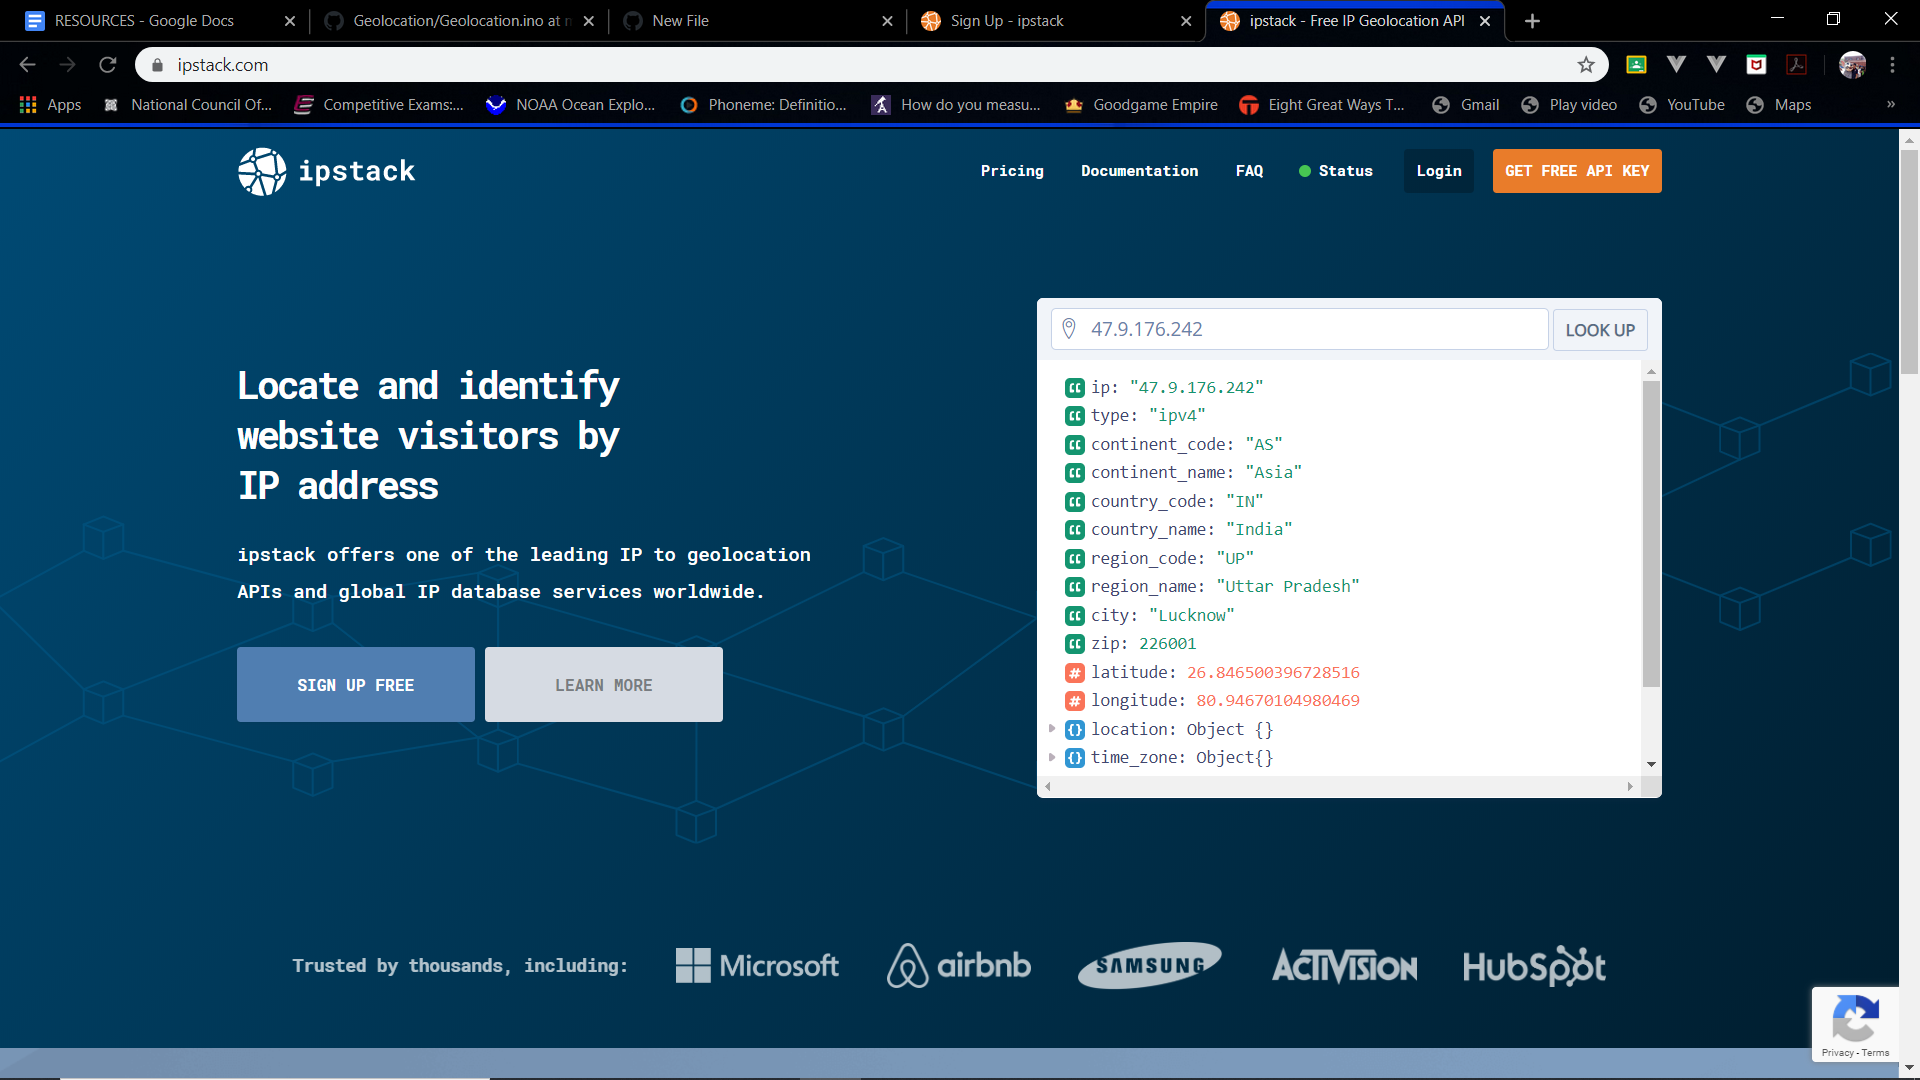 RESOURCES - Google Docs
Geolocation/Geolocation.ino at m
New File
Sign Up - ipstack
ipstack - Free IP Geolocation API
ipstack.com
Apps
National Council Of...
Competitive Exams:...
NOAA Ocean Explo...
Phoneme: Definitio...
How do you measu...
Goodgame Empire
Eight Great Ways T...
Gmail
Play video
YouTube
Maps
»
ipstack
Pricing
Documentation
FAQ
Status
Login
GET FREE API KEY
Locate and identify
website visitors by
IP address
ipstack offers one of the leading IP to geolocation
APIs and global IP database services worldwide.
SIGN UP FREE
LEARN MORE
47.9.176.242
LOOK UP
ip: "47.9.176.242"
type: "ipv4"
continent_code: "AS"
continent_name: "Asia"
country_code: "IN"
country_name: "India"
region_code: "UP"
region_name: "Uttar Pradesh"
city: "Lucknow"
zip: 226001
# latitude: 26.846500396728516
# longitude: 80.94670104980469
{} location: Object {}
{} time_zone: Object{}
Trusted by thousands, including:
Microsoft
airbnb
SAMSUNG
ACTIVISION
HubSpot
Privacy - Terms